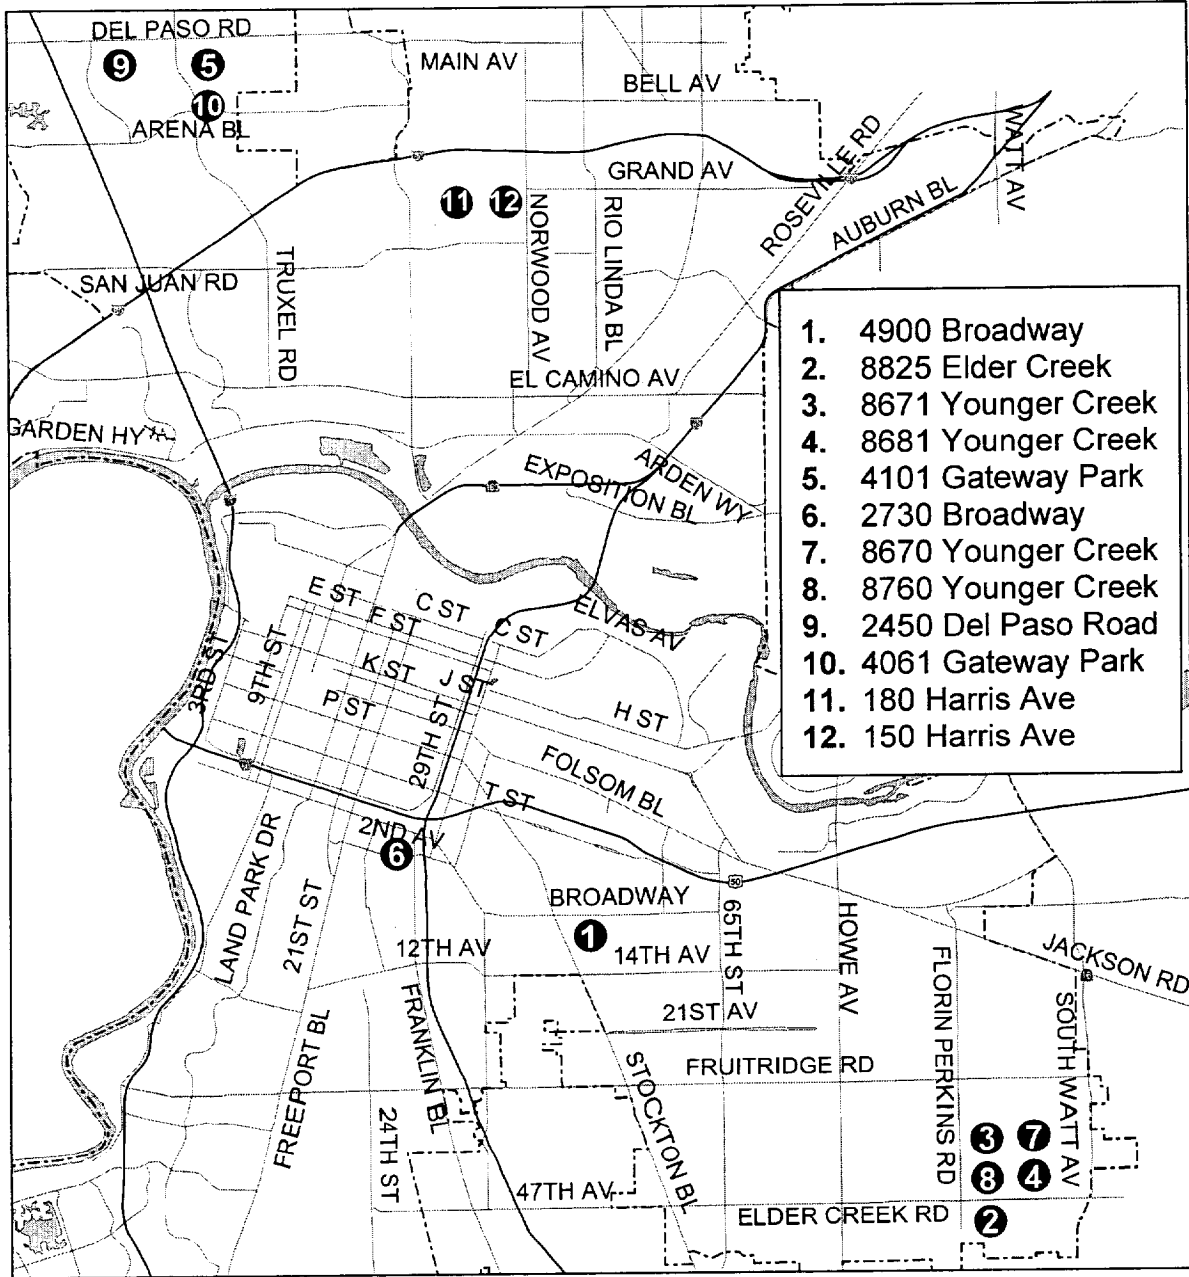 DEL PASO RD
9
5
10
MAIN AV
BELL AV
ARENA BL
WATT AV
ROSEVILLE RD
GRAND AV
AUBURN BL
11
12
NORWOOD AV
RIO LINDA BL
TRUXEL RD
SAN JUAN RD
EL CAMINO AV
GARDEN HY
ARDEN WY
EXPOSITION BL
1. 4900 Broadway
2. 8825 Elder Creek
3. 8671 Younger Creek
4. 8681 Younger Creek
5. 4101 Gateway Park
6. 2730 Broadway
7. 8670 Younger Creek
8. 8760 Younger Creek
9. 2450 Del Paso Road
10. 4061 Gateway Park
11. 180 Harris Ave
12. 150 Harris Ave
E ST
F ST
C ST
C ST
ELVAS AV
3RD ST
9TH ST
K ST
J ST
P ST
29TH ST
H ST
FOLSOM BL
T ST
2ND AV
6
LAND PARK DR
21ST ST
50
BROADWAY
1
12TH AV
14TH AV
65TH ST
HOWE AV
FLORIN PERKINS RD
JACKSON RD
SOUTH WATT AV
21ST AV
FRANKLIN BL
FREEPORT BL
STOCKTON BL
FRUITRIDGE RD
24TH ST
47TH AV
3
7
8
4
ELDER CREEK RD
2